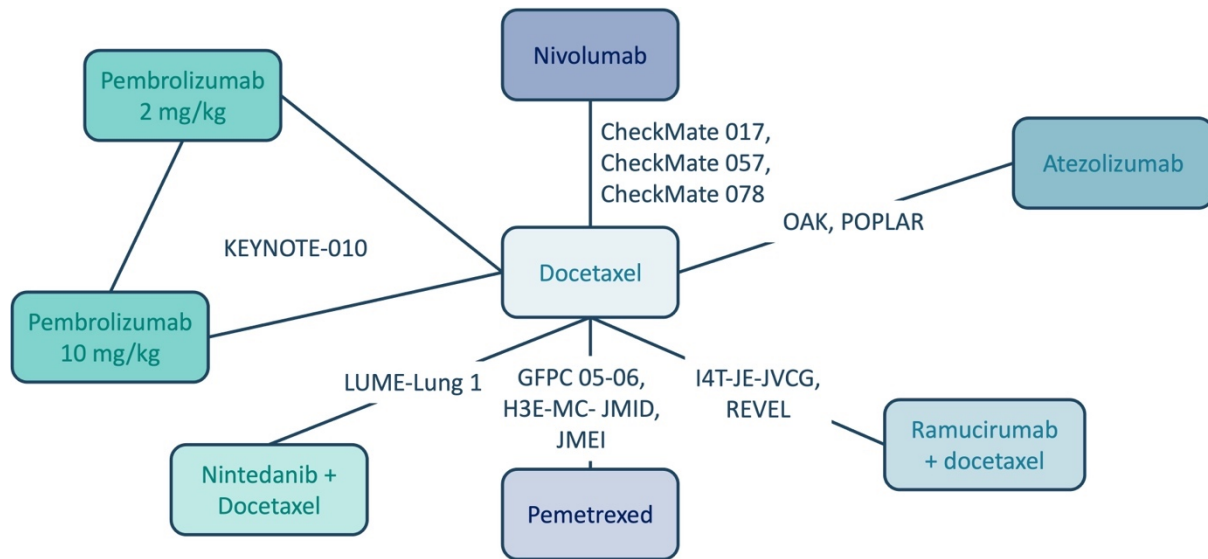 Nivolumab
Pembrolizumab
2 mg/kg
CheckMate 017,
CheckMate 057,
CheckMate 078
Atezolizumab
OAK, POPLAR
KEYNOTE-010
Docetaxel
Pembrolizumab
10 mg/kg
LUME-Lung 1
GFPC 05-06,
H3E-MC- JMID,
JMEI
I4T-JE-JVCG,
REVEL
Ramucirumab
+ docetaxel
Nintedanib +
Docetaxel
Pemetrexed